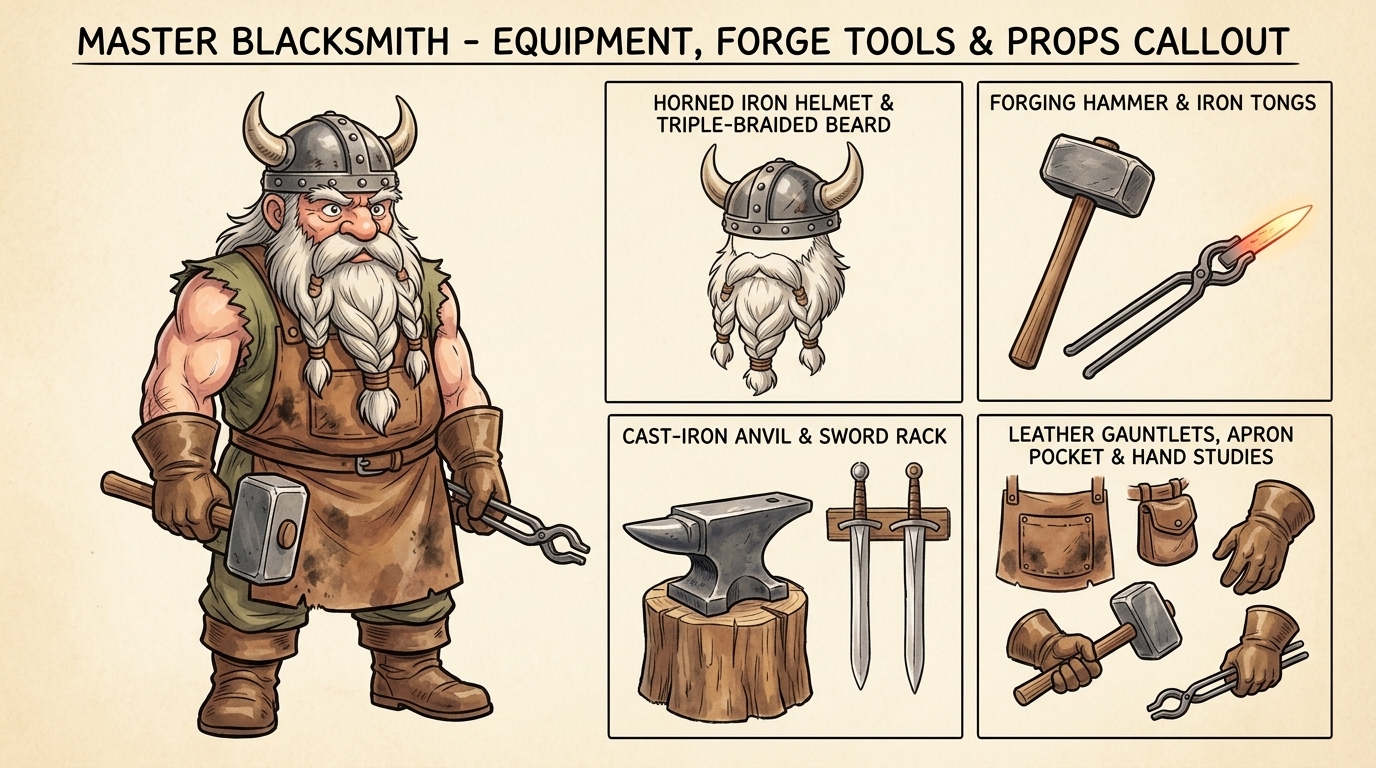 MASTER BLACKSMITH - EQUIPMENT, FORGE TOOLS & PROPS CALLOUT
HORNED IRON HELMET &
TRIPLE-BRAIDED BEARD
FORGING HAMMER & IRON TONGS
CAST-IRON ANVIL & SWORD RACK
LEATHER GAUNTLETS, APRON
POCKET & HAND STUDIES